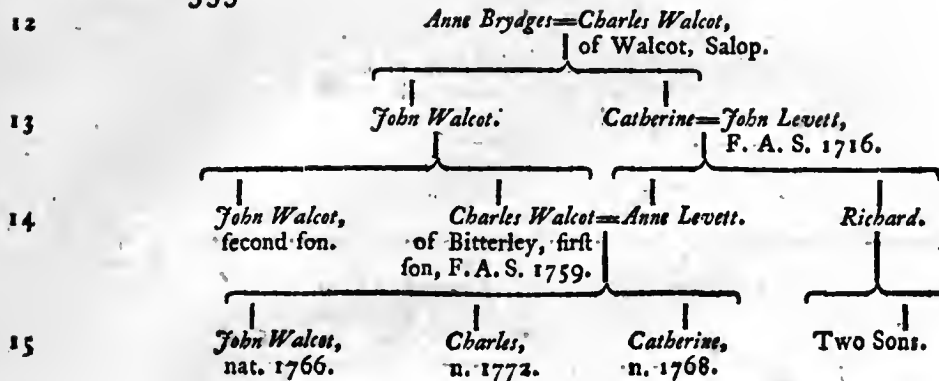 12 Anne Brydges=Charles Walcot,
of Walcot, Salop.
13 John Walcot. Catherine=John Levett,
F. A. S. 1716.
14 John Walcot, Charles Walcot=Anne Levett. Richard.
ſecond ſon. of Bitterley, firſt
ſon, F. A. S. 1759.
15 John Walcot, Charles, Catherine, Two Sons.
nat. 1766. n. 1772. n. 1768.